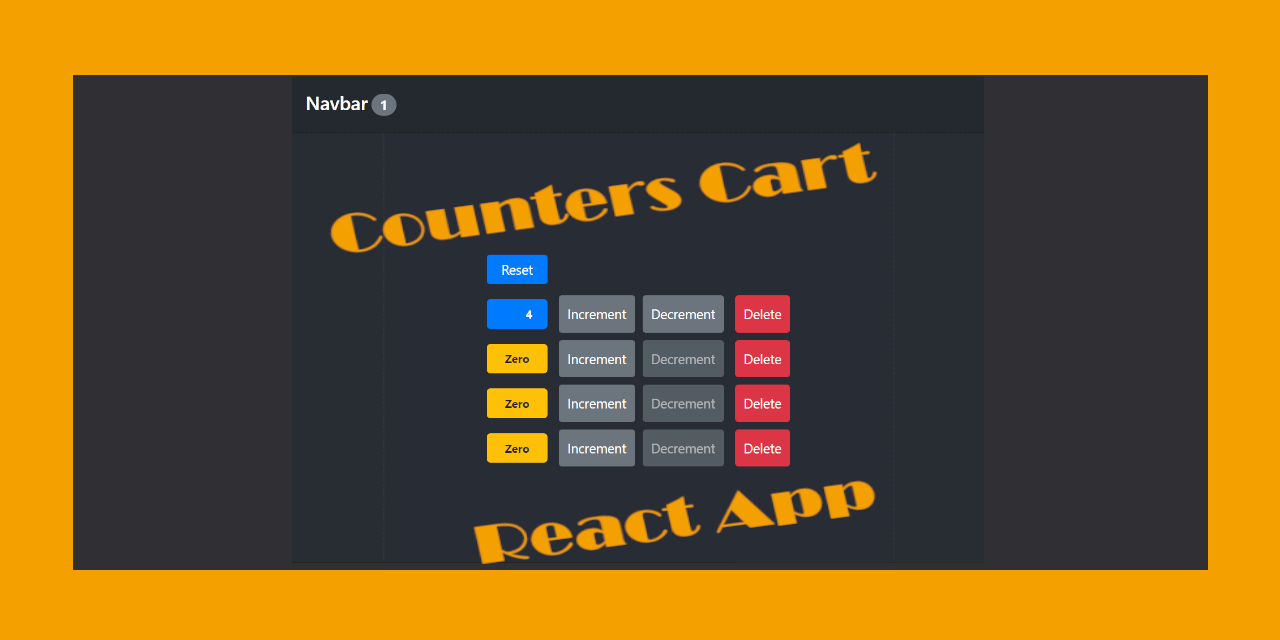 Navbar 1
Counters Cart
Reset
4 Increment Decrement Delete
Zero Increment Decrement Delete
Zero Increment Decrement Delete
Zero Increment Decrement Delete
React App